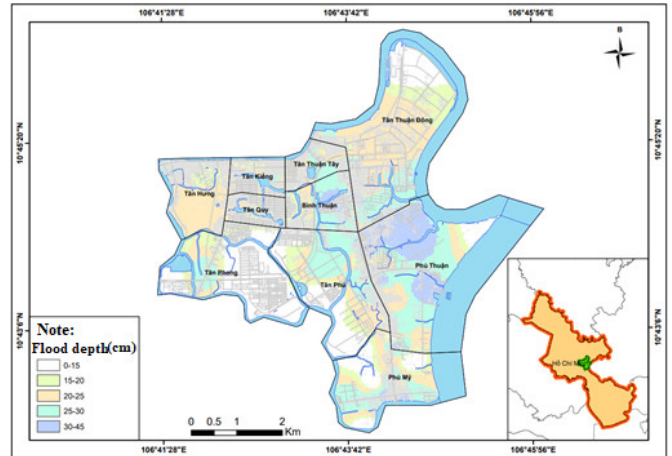 106°41'28"E
106°43'42"E
106°45'56"E
B
10°45'20"N
10°45'20"N
Tân Thuận Đông
Tân Thuận Tây
Tân Kiểng
Tân Hưng
Bình Thuận
Tân Quy
Tân Phong
Tân Phú
Phú Thuận
Phú Mỹ
Note:
Flood depth(cm)
0-15
15-20
20-25
25-30
30-45
0 0.5 1 2
Km
106°41'28"E
106°43'42"E
106°45'56"E